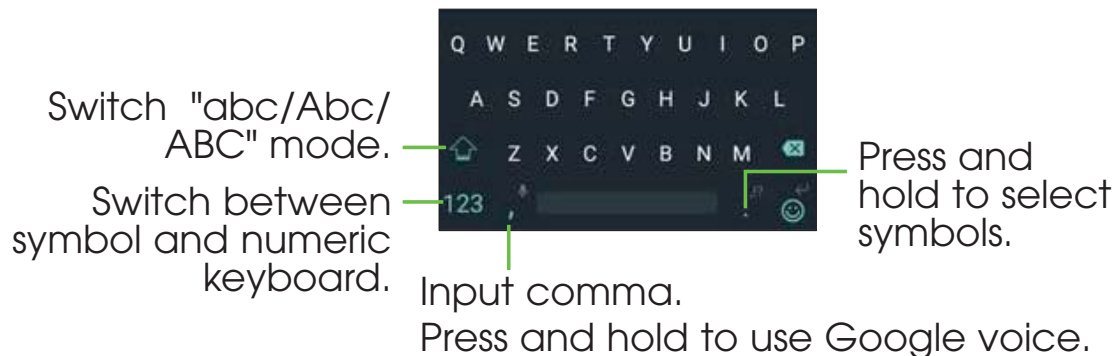 Q W E R T Y U I O P
A S D F G H J K L
Z X C V B N M
123 , .
Switch "abc/Abc/
ABC" mode.
Switch between
symbol and numeric
keyboard.
Press and
hold to select
symbols.
Input comma.
Press and hold to use Google voice.